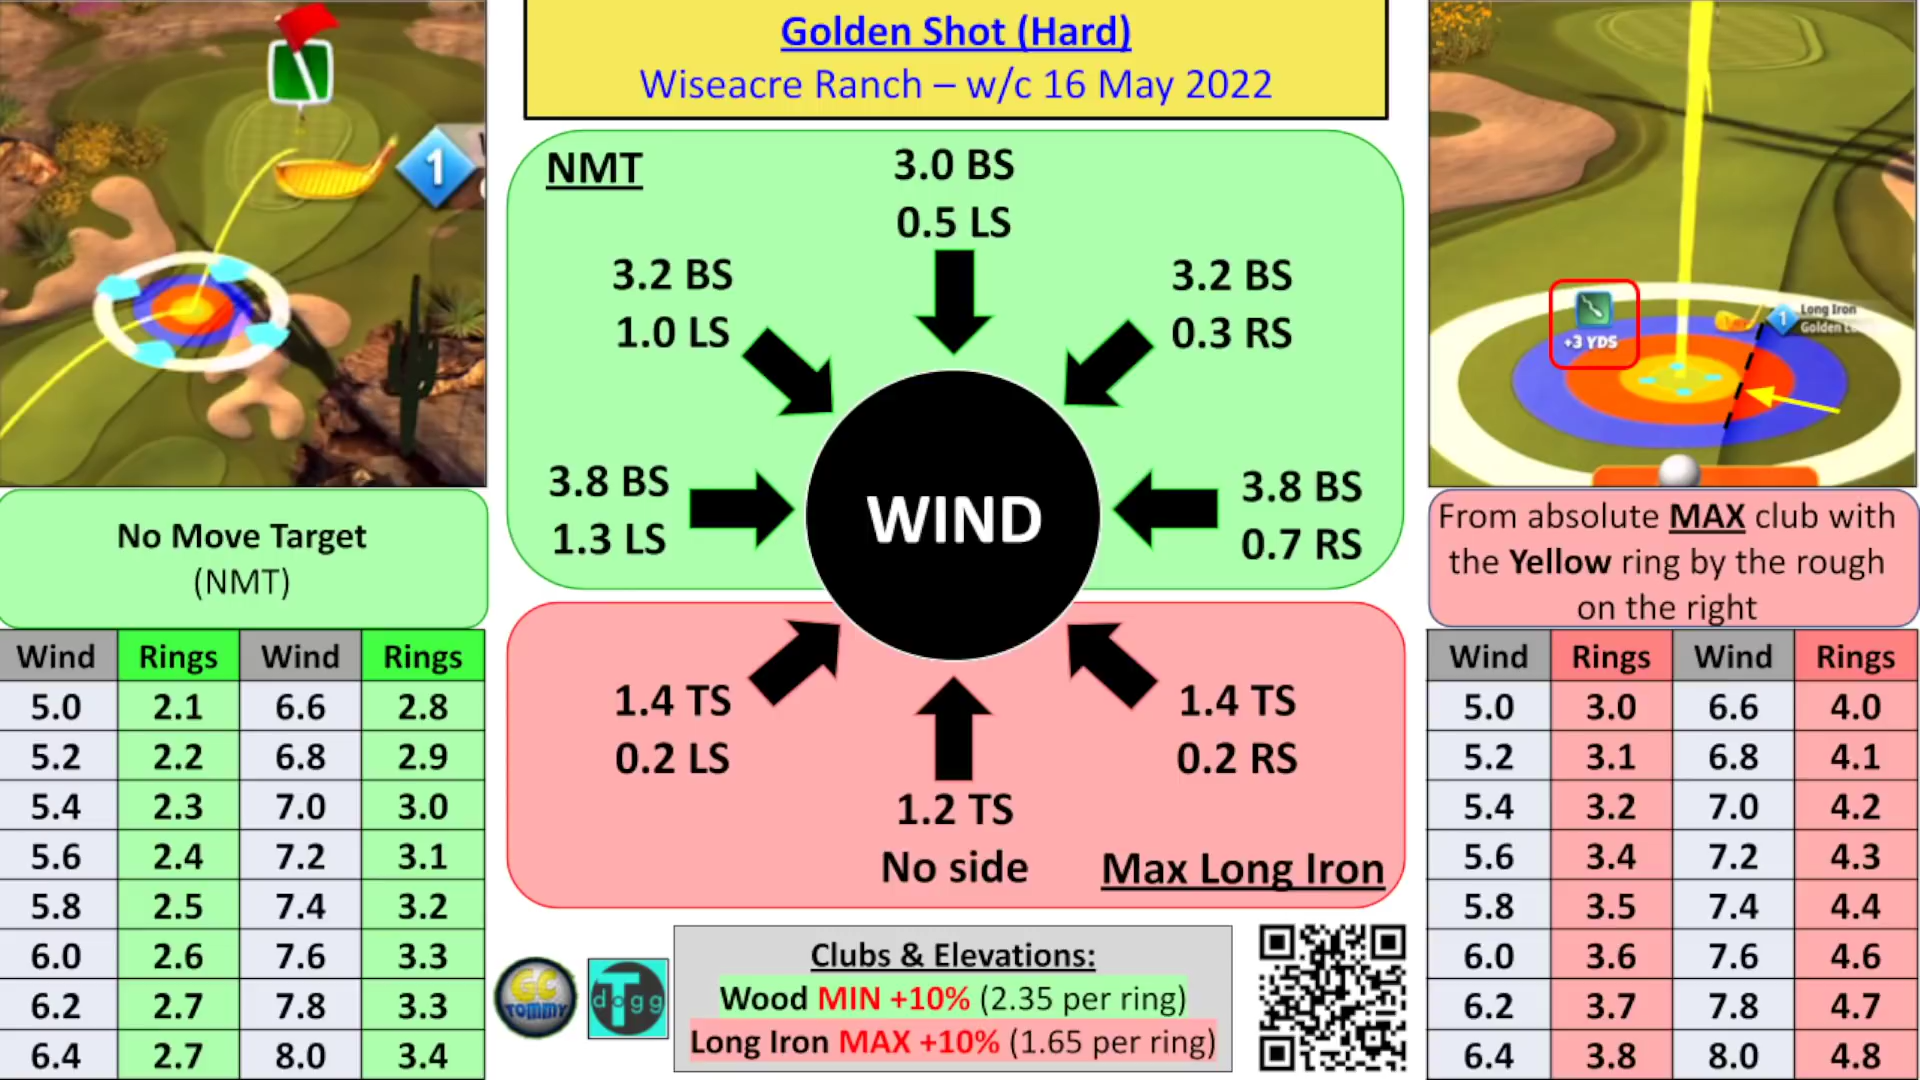 Golden Shot (Hard)
Wiseacre Ranch – w/c 16 May 2022
1
NMT
3.0 BS
0.5 LS
3.2 BS
1.0 LS
3.2 BS
0.3 RS
3.8 BS
1.3 LS
WIND
3.8 BS
0.7 RS
1.4 TS
0.2 LS
1.4 TS
0.2 RS
1.2 TS
No side
Max Long Iron
+3 YDS
1
Long Iron
Golden
No Move Target
(NMT)
Wind Rings Wind Rings
5.0 2.1 6.6 2.8
5.2 2.2 6.8 2.9
5.4 2.3 7.0 3.0
5.6 2.4 7.2 3.1
5.8 2.5 7.4 3.2
6.0 2.6 7.6 3.3
6.2 2.7 7.8 3.3
6.4 2.7 8.0 3.4
From absolute MAX club with
the Yellow ring by the rough
on the right
Wind Rings Wind Rings
5.0 3.0 6.6 4.0
5.2 3.1 6.8 4.1
5.4 3.2 7.0 4.2
5.6 3.4 7.2 4.3
5.8 3.5 7.4 4.4
6.0 3.6 7.6 4.6
6.2 3.7 7.8 4.7
6.4 3.8 8.0 4.8
GC
TOMMY
T
dogg
Clubs & Elevations:
Wood MIN +10% (2.35 per ring)
Long Iron MAX +10% (1.65 per ring)